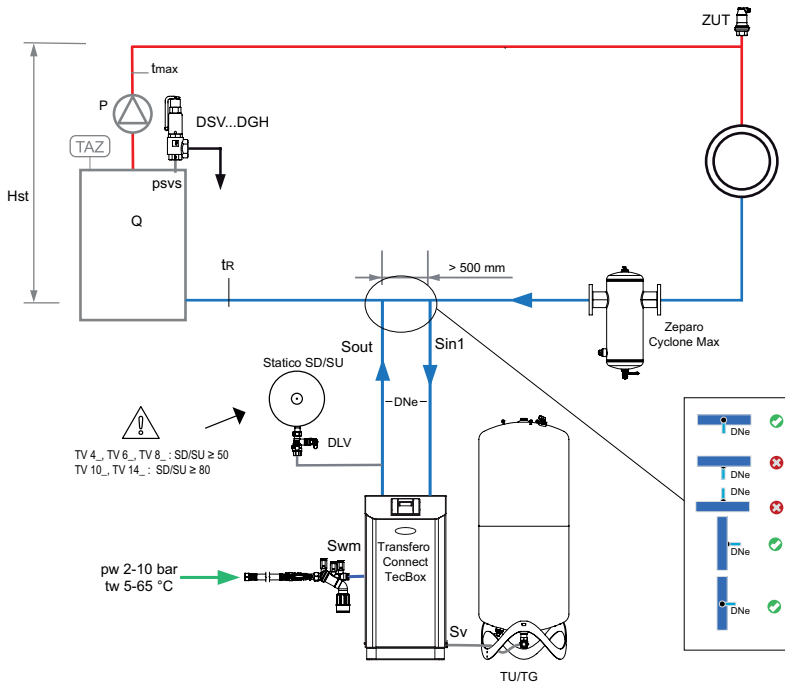 ZUT
tmax
P
DSV...DGH
TAZ
psvs
Hst
Q
tR
> 500 mm
Zeparo
Cyclone Max
Sout
Sin1
Statico SD/SU
DNe
DLV
TV 4_, TV 6_, TV 8_ : SD/SU ≥ 50
TV 10_, TV 14_ : SD/SU ≥ 80
DNe
DNe
DNe
DNe
DNe
Swm
Transfero
Connect
TecBox
pw 2-10 bar
tw 5-65 °C
Sv
TU/TG